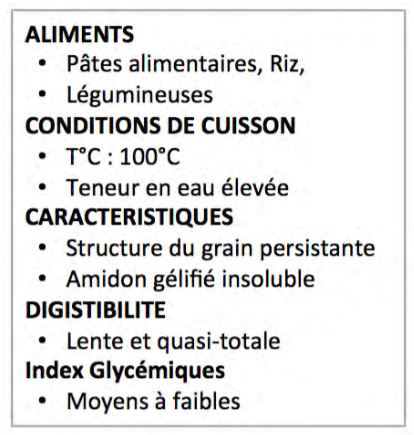 ALIMENTS
• Pâtes alimentaires, Riz,
• Légumineuses
CONDITIONS DE CUISSON
• T°C : 100°C
• Teneur en eau élevée
CARACTERISTIQUES
• Structure du grain persistante
• Amidon gélifié insoluble
DIGISTIBILITE
• Lente et quasi-totale
Index Glycémiques
• Moyens à faibles